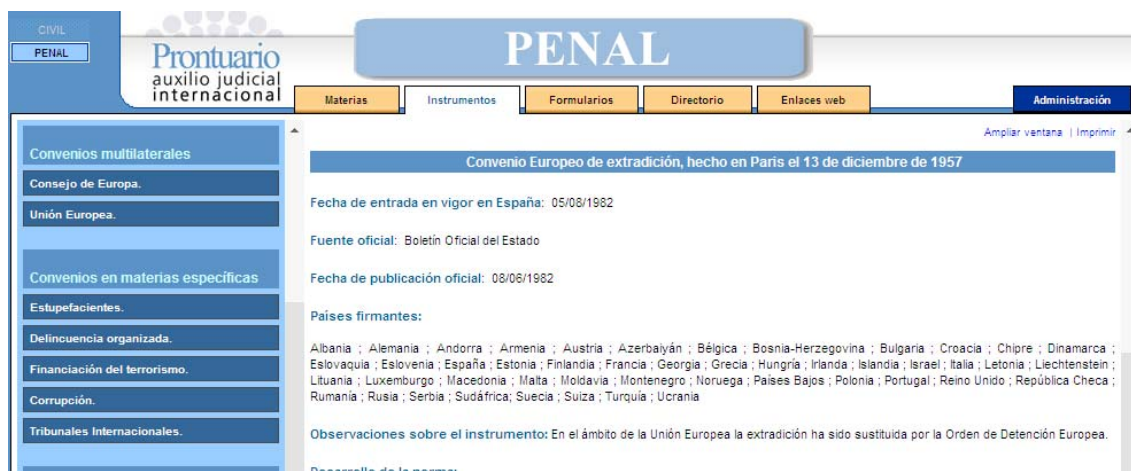 CIVIL
PENAL
Prontuario
auxilio judicial
internacional
PENAL
Materias
Instrumentos
Formularios
Directorio
Enlaces web
Administración
Convenios multilaterales
Consejo de Europa.
Unión Europea.
Convenios en materias específicas
Estupefacientes.
Delincuencia organizada.
Financiación del terrorismo.
Corrupción.
Tribunales Internacionales.
Ampliar ventana | Imprimir
Convenio Europeo de extradición, hecho en Paris el 13 de diciembre de 1957
Fecha de entrada en vigor en España: 05/08/1982
Fuente oficial: Boletín Oficial del Estado
Fecha de publicación oficial: 08/06/1982
Países firmantes:
Albania ; Alemania ; Andorra ; Armenia ; Austria ; Azerbaiyán ; Bélgica ; Bosnia-Herzegovina ; Bulgaria ; Croacia ; Chipre ; Dinamarca ;
Eslovaquia ; Eslovenia ; España ; Estonia ; Finlandia ; Francia ; Georgia ; Grecia ; Hungría ; Irlanda ; Islandia ; Israel ; Italia ; Letonia ; Liechtenstein ;
Lituania ; Luxemburgo ; Macedonia ; Malta ; Moldavia ; Montenegro ; Noruega ; Países Bajos ; Polonia ; Portugal ; Reino Unido ; República Checa ;
Rumanía ; Rusia ; Serbia ; Sudáfrica; Suecia ; Suiza ; Turquía ; Ucrania
Observaciones sobre el instrumento: En el ámbito de la Unión Europea la extradición ha sido sustituida por la Orden de Detención Europea.
Desarrollo de la norma: